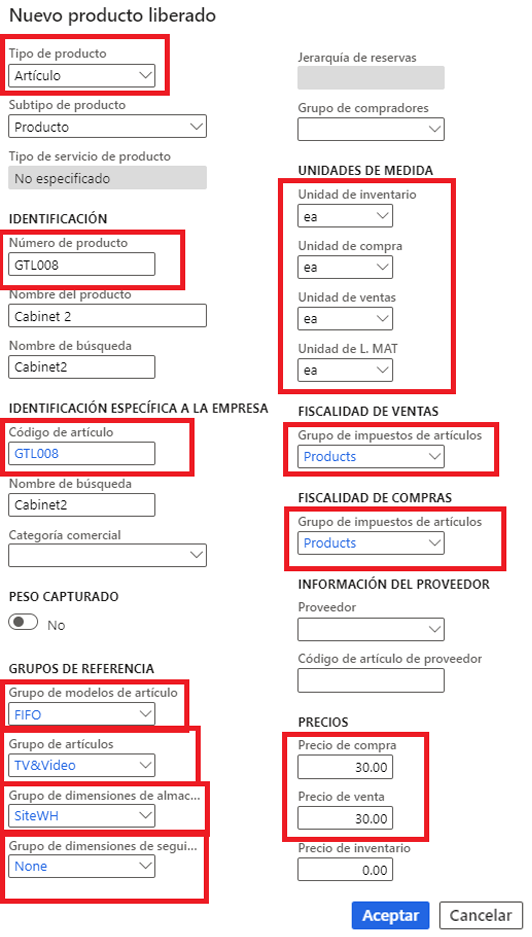 Nuevo producto liberado
Tipo de producto
Artículo
Subtipo de producto
Producto
Tipo de servicio de producto
No especificado
IDENTIFICACIÓN
Número de producto
GTL008
Nombre del producto
Cabinet 2
Nombre de búsqueda
Cabinet2
IDENTIFICACIÓN ESPECÍFICA A LA EMPRESA
Código de artículo
GTL008
Nombre de búsqueda
Cabinet2
Categoría comercial
PESO CAPTURADO
No
GRUPOS DE REFERENCIA
Grupo de modelos de artículo
FIFO
Grupo de artículos
TV&Video
Grupo de dimensiones de almac...
SiteWH
Grupo de dimensiones de segui...
None
Jerarquía de reservas
Grupo de compradores
UNIDADES DE MEDIDA
Unidad de inventario
ea
Unidad de compra
ea
Unidad de ventas
ea
Unidad de L. MAT
ea
FISCALIDAD DE VENTAS
Grupo de impuestos de artículos
Products
FISCALIDAD DE COMPRAS
Grupo de impuestos de artículos
Products
INFORMACIÓN DEL PROVEEDOR
Proveedor
Código de artículo de proveedor
PRECIOS
Precio de compra
30.00
Precio de venta
30.00
Precio de inventario
0.00
Aceptar
Cancelar